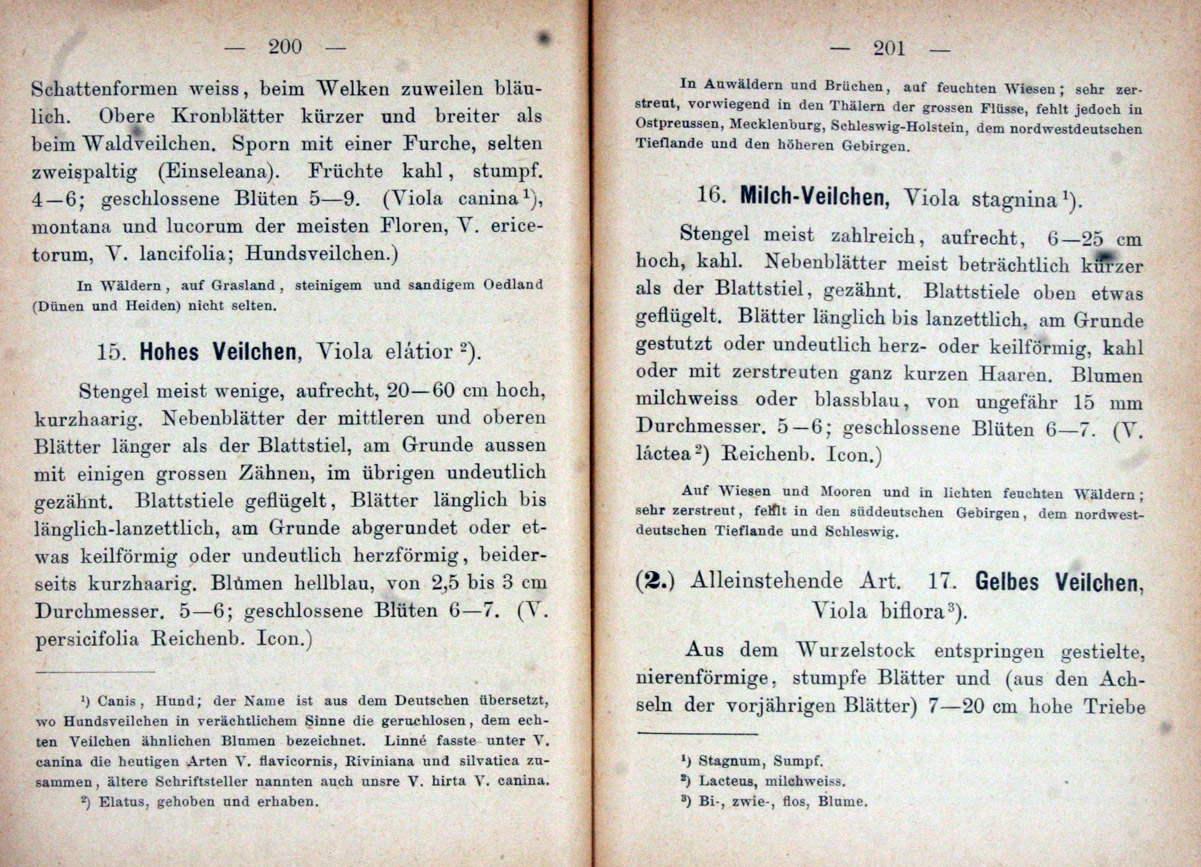 — 200 —
Schattenformen weiss, beim Welken zuweilen bläu-
lich. Obere Kronblätter kürzer und breiter als
beim Waldveilchen. Sporn mit einer Furche, selten
zweispaltig (Einseleana). Früchte kahl, stumpf.
4—6; geschlossene Blüten 5—9. (Viola canina ¹),
montana und lucorum der meisten Floren, V. erice-
torum, V. lancifolia; Hundsveilchen.)
In Wäldern, auf Grasland, steinigem und sandigem Oedland
(Dünen und Heiden) nicht selten.
15. Hohes Veilchen, Viola elátior ²).
Stengel meist wenige, aufrecht, 20—60 cm hoch,
kurzhaarig. Nebenblätter der mittleren und oberen
Blätter länger als der Blattstiel, am Grunde aussen
mit einigen grossen Zähnen, im übrigen undeutlich
gezähnt. Blattstiele geflügelt, Blätter länglich bis
länglich-lanzettlich, am Grunde abgerundet oder et-
was keilförmig oder undeutlich herzförmig, beider-
seits kurzhaarig. Blumen hellblau, von 2,5 bis 3 cm
Durchmesser. 5—6; geschlossene Blüten 6—7. (V.
persicifolia Reichenb. Icon.)
¹) Canis, Hund; der Name ist aus dem Deutschen übersetzt,
wo Hundsveilchen in verächtlichem Sinne die geruchlosen, dem ech-
ten Veilchen ähnlichen Blumen bezeichnet. Linné fasste unter V.
canina die heutigen Arten V. flavicornis, Riviniana und silvatica zu-
sammen, ältere Schriftsteller nannten auch unsre V. hirta V. canina.
²) Elatus, gehoben und erhaben.
— 201 —
In Auwäldern und Brüchen, auf feuchten Wiesen; sehr zer-
streut, vorwiegend in den Thälern der grossen Flüsse, fehlt jedoch in
Ostpreussen, Mecklenburg, Schleswig-Holstein, dem nordwestdeutschen
Tieflande und den höheren Gebirgen.
16. Milch-Veilchen, Viola stagnina ¹).
Stengel meist zahlreich, aufrecht, 6—25 cm
hoch, kahl. Nebenblätter meist beträchtlich kürzer
als der Blattstiel, gezähnt. Blattstiele oben etwas
geflügelt. Blätter länglich bis lanzettlich, am Grunde
gestutzt oder undeutlich herz- oder keilförmig, kahl
oder mit zerstreuten ganz kurzen Haaren. Blumen
milchweiss oder blassblau, von ungefähr 15 mm
Durchmesser. 5—6; geschlossene Blüten 6—7. (V.
láctea ²) Reichenb. Icon.)
Auf Wiesen und Mooren und in lichten feuchten Wäldern;
sehr zerstreut, fehlt in den süddeutschen Gebirgen, dem nordwest-
deutschen Tieflande und Schleswig.
(2.) Alleinstehende Art. 17. Gelbes Veilchen,
Viola biflora ³).
Aus dem Wurzelstock entspringen gestielte,
nierenförmige, stumpfe Blätter und (aus den Ach-
seln der vorjährigen Blätter) 7—20 cm hohe Triebe
¹) Stagnum, Sumpf.
²) Lacteus, milchweiss.
³) Bi-, zwie-, flos, Blume.